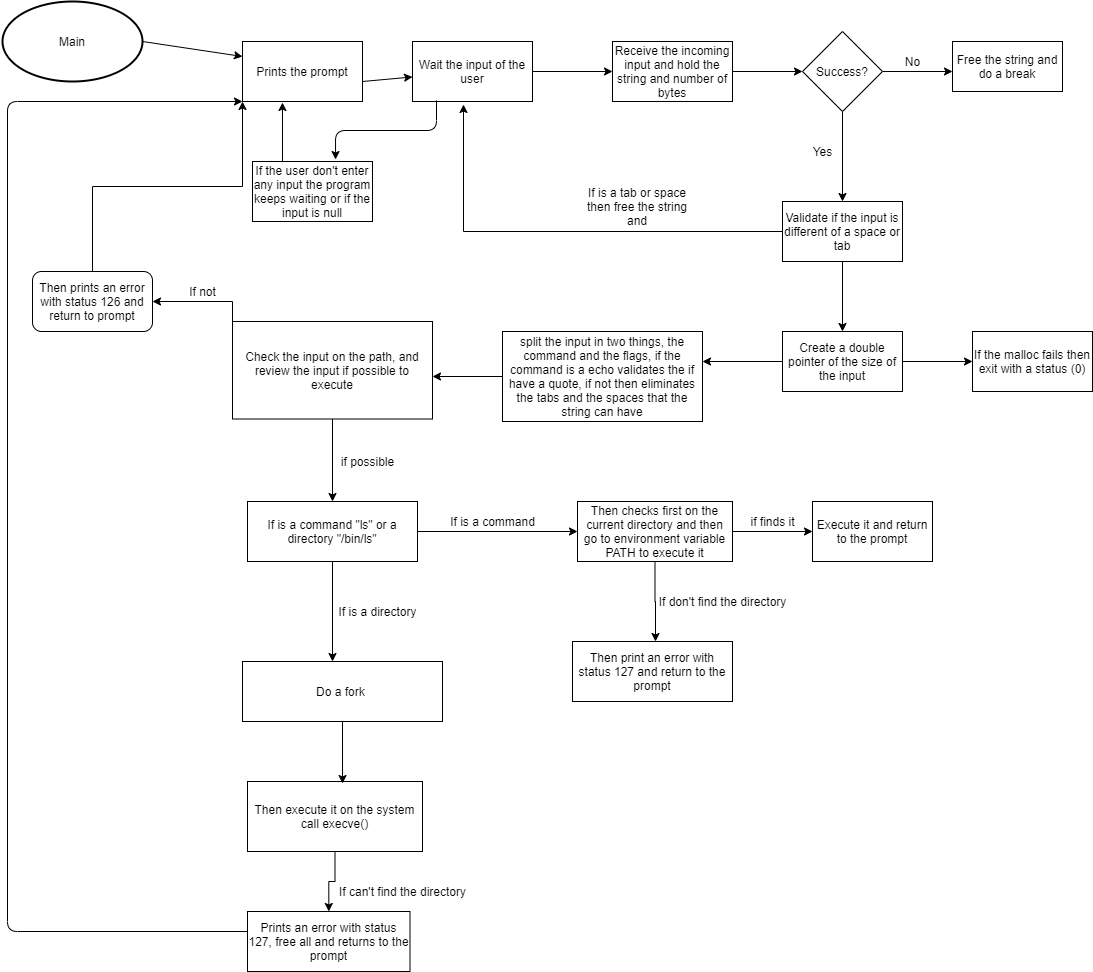 Main
Prints the prompt
Wait the input of the
user
Receive the incoming
input and hold the
string and number of
bytes
Success?
No
Free the string and
do a break
Yes
If the user don't enter
any input the program
keeps waiting or if the
input is null
If is a tab or space
then free the string
and
Validate if the input is
different of a space or
tab
Then prints an error
with status 126 and
return to prompt
If not
Check the input on the path, and
review the input if possible to
execute
split the input in two things, the
command and the flags, if the
command is a echo validates the if
have a quote, if not then eliminates
the tabs and the spaces that the
string can have
Create a double
pointer of the size of
the input
If the malloc fails then
exit with a status (0)
if possible
If is a command "ls" or a
directory "/bin/ls"
If is a command
Then checks first on the
current directory and then
go to environment variable
PATH to execute it
if finds it
Execute it and return
to the prompt
If is a directory
If don't find the directory
Do a fork
Then print an error with
status 127 and return to the
prompt
Then execute it on the system
call execve()
If can't find the directory
Prints an error with status
127, free all and returns to the
prompt